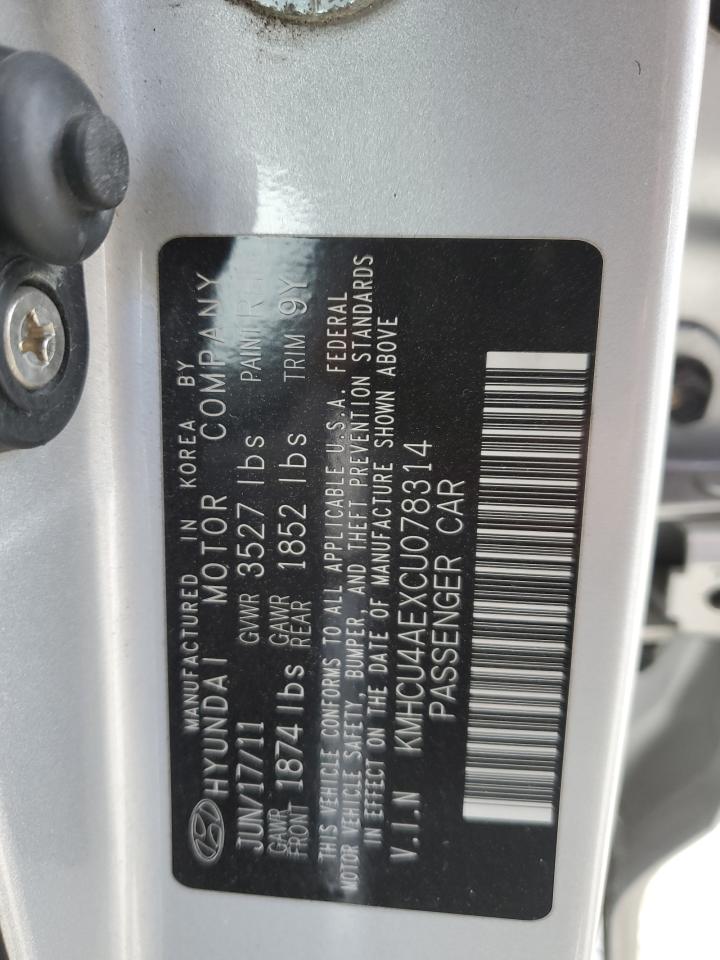 MANUFACTURED IN KOREA BY
HYUNDAI MOTOR COMPANY
JUN/17/11 GVWR 3527 lbs PAINT
GAWR FRONT 1874 lbs GAWR REAR 1852 lbs TRIM 9Y
THIS VEHICLE CONFORMS TO ALL APPLICABLE U.S.A. FEDERAL
MOTOR VEHICLE SAFETY, BUMPER, AND THEFT PREVENTION STANDARDS
IN EFFECT ON THE DATE OF MANUFACTURE SHOWN ABOVE
V.I.N KMHCU4AEXCU078314
PASSENGER CAR